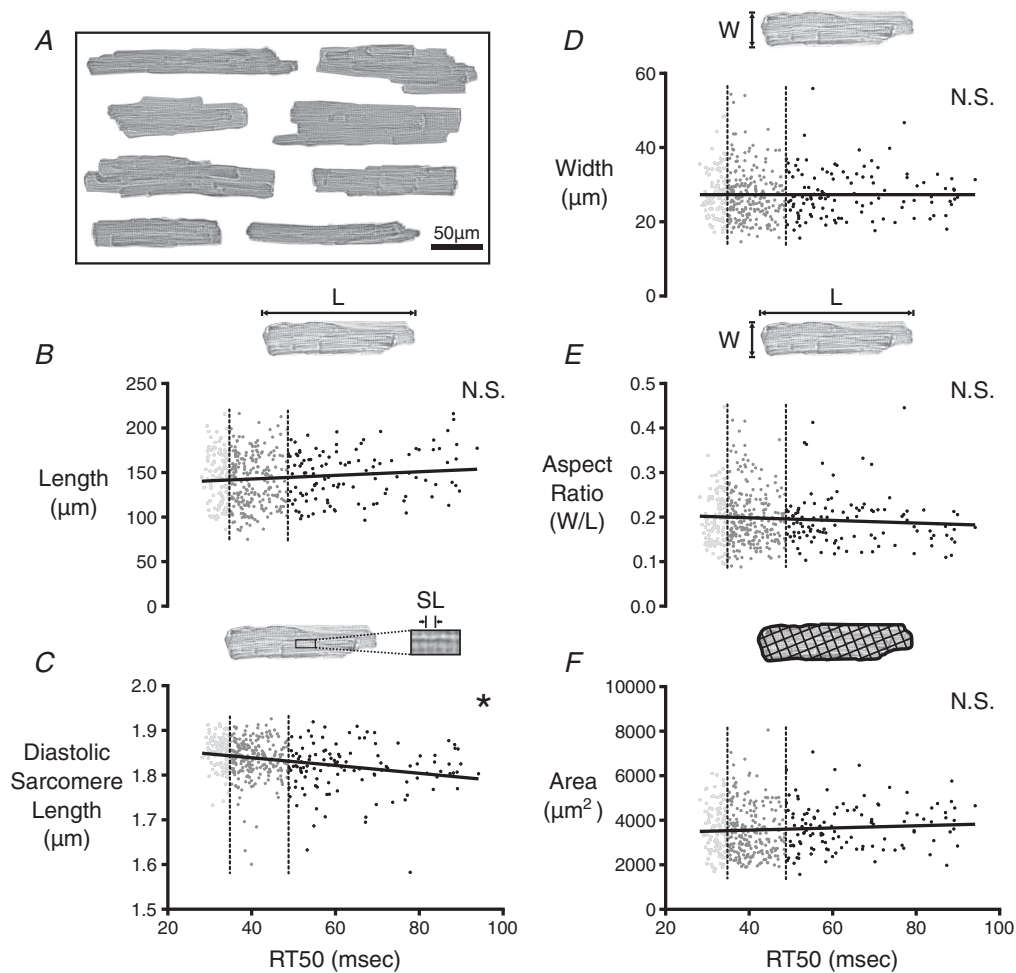 A
50µm
L
B
N.S.
250
200
150
100
50
0
Length
(µm)
SL
C
*
2.0
1.9
1.8
1.7
1.6
1.5
Diastolic
Sarcomere
Length
(µm)
20 40 60 80 100
RT50 (msec)
D
W
N.S.
60
40
20
0
Width
(µm)
L
W
E
N.S.
0.5
0.4
0.3
0.2
0.1
0.0
Aspect
Ratio
(W/L)
F
N.S.
10000
8000
6000
4000
2000
0
Area
(µm²)
20 40 60 80 100
RT50 (msec)